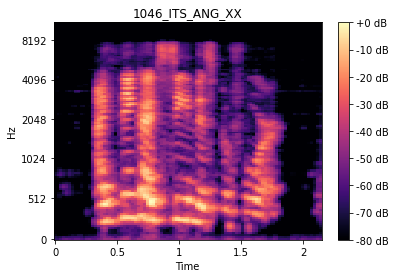 1046_ITS_ANG_XX
+0 dB
8192
-10 dB
4096
-20 dB
-30 dB
2048
Hz
-40 dB
1024
-50 dB
512
-60 dB
-70 dB
0
-80 dB
0
0.5
1
1.5
2
Time